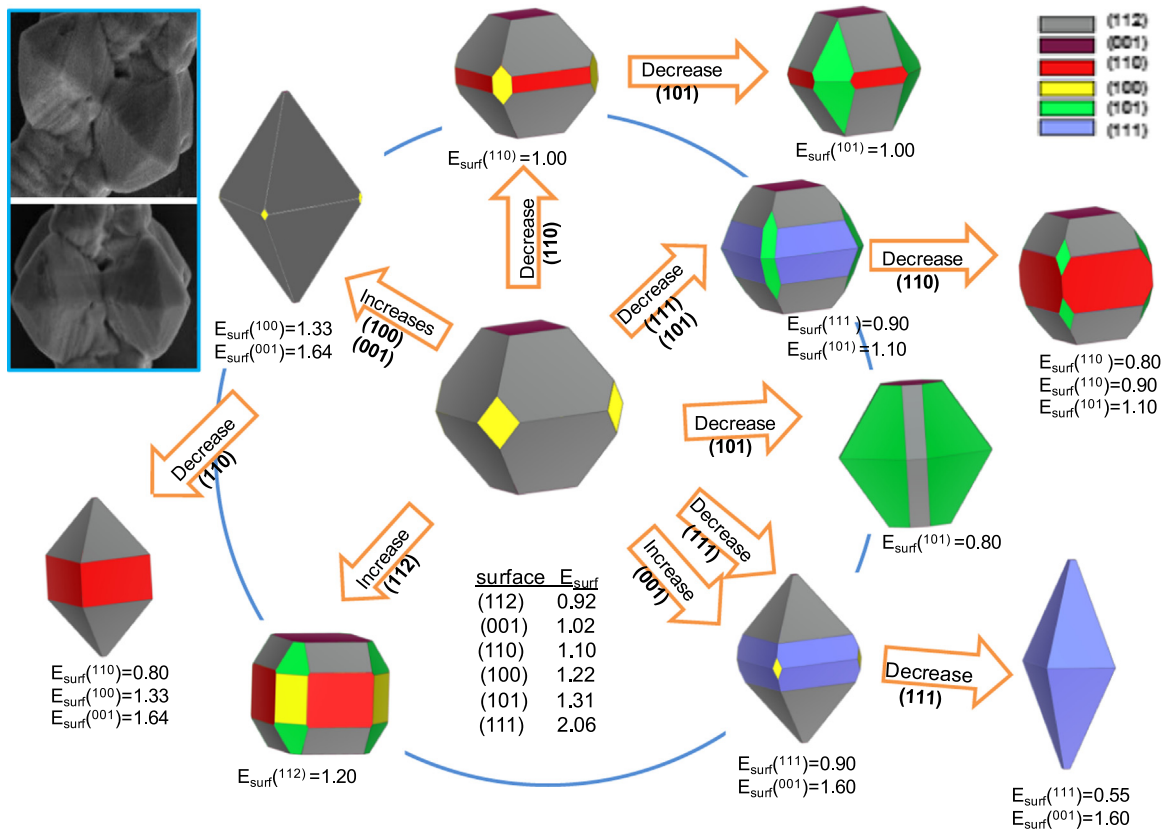 {112}
{001}
{110}
{100}
{101}
{111}
Decrease
(101)
Esurf(110)=1.00
Esurf(101)=1.00
Decrease
(110)
Decrease
(111)
(101)
Decrease
(110)
Increases
(100)
(001)
Esurf(100)=1.33
Esurf(001)=1.64
Esurf(111)=0.90
Esurf(101)=1.10
Esurf(110)=0.80
Esurf(110)=0.90
Esurf(101)=1.10
Decrease
(110)
Decrease
(101)
Esurf(101)=0.80
Increase
(112)
Decrease
(111)
Increase
(001)
surface Esurf
(112) 0.92
(001) 1.02
(110) 1.10
(100) 1.22
(101) 1.31
(111) 2.06
Esurf(110)=0.80
Esurf(100)=1.33
Esurf(001)=1.64
Decrease
(111)
Esurf(112)=1.20
Esurf(111)=0.90
Esurf(001)=1.60
Esurf(111)=0.55
Esurf(001)=1.60